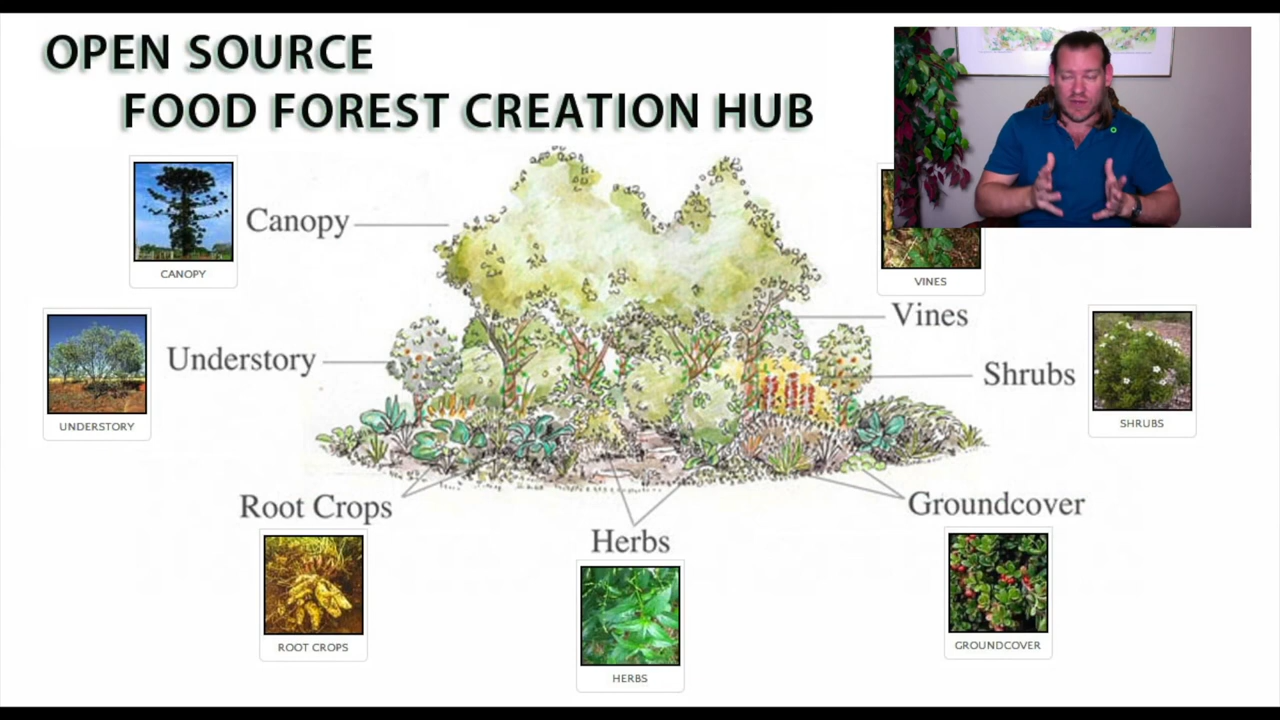 OPEN SOURCE
FOOD FOREST CREATION HUB
CANOPY
Canopy
VINES
Vines
UNDERSTORY
Understory
Shrubs
SHRUBS
Root Crops
Groundcover
Herbs
ROOT CROPS
GROUNDCOVER
HERBS